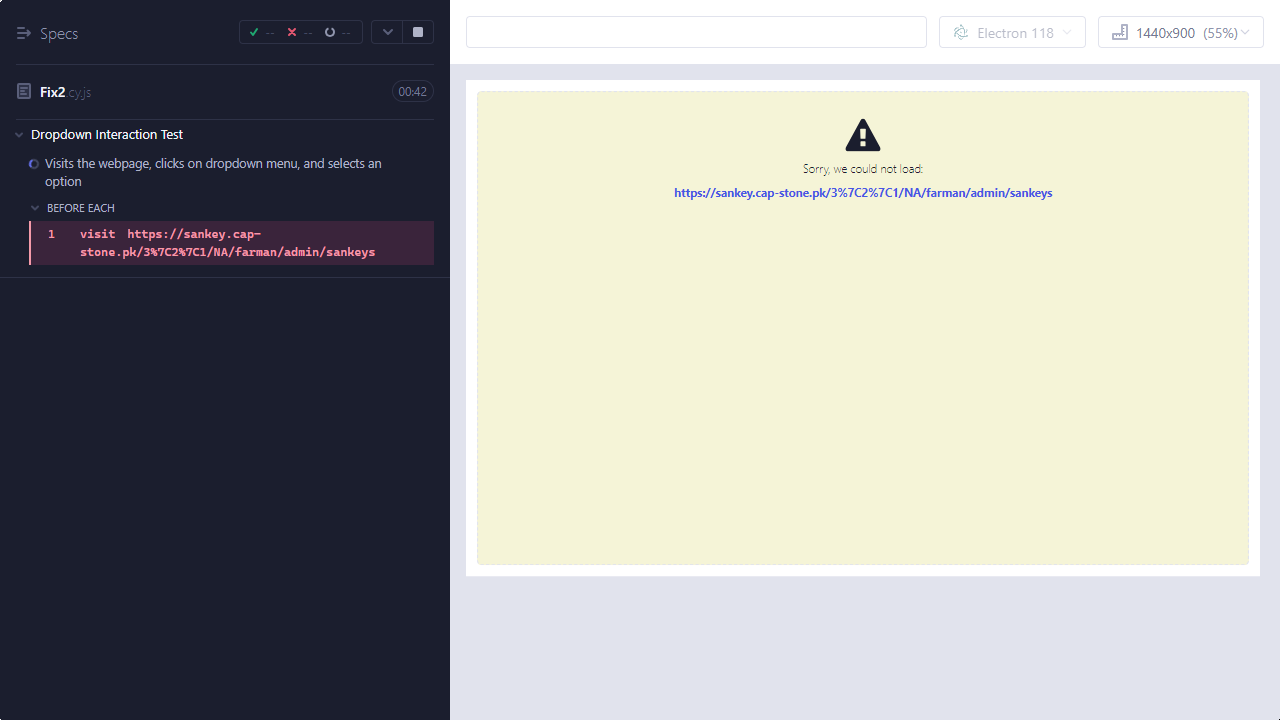 Specs
-- -- --
Fix2.cy.js
00:42
Dropdown Interaction Test
Visits the webpage, clicks on dropdown menu, and selects an
option
BEFORE EACH
1 visit https://sankey.cap-
stone.pk/3%7C2%7C1/NA/farman/admin/sankeys
Electron 118
1440x900 (55%)
Sorry, we could not load:
https://sankey.cap-stone.pk/3%7C2%7C1/NA/farman/admin/sankeys